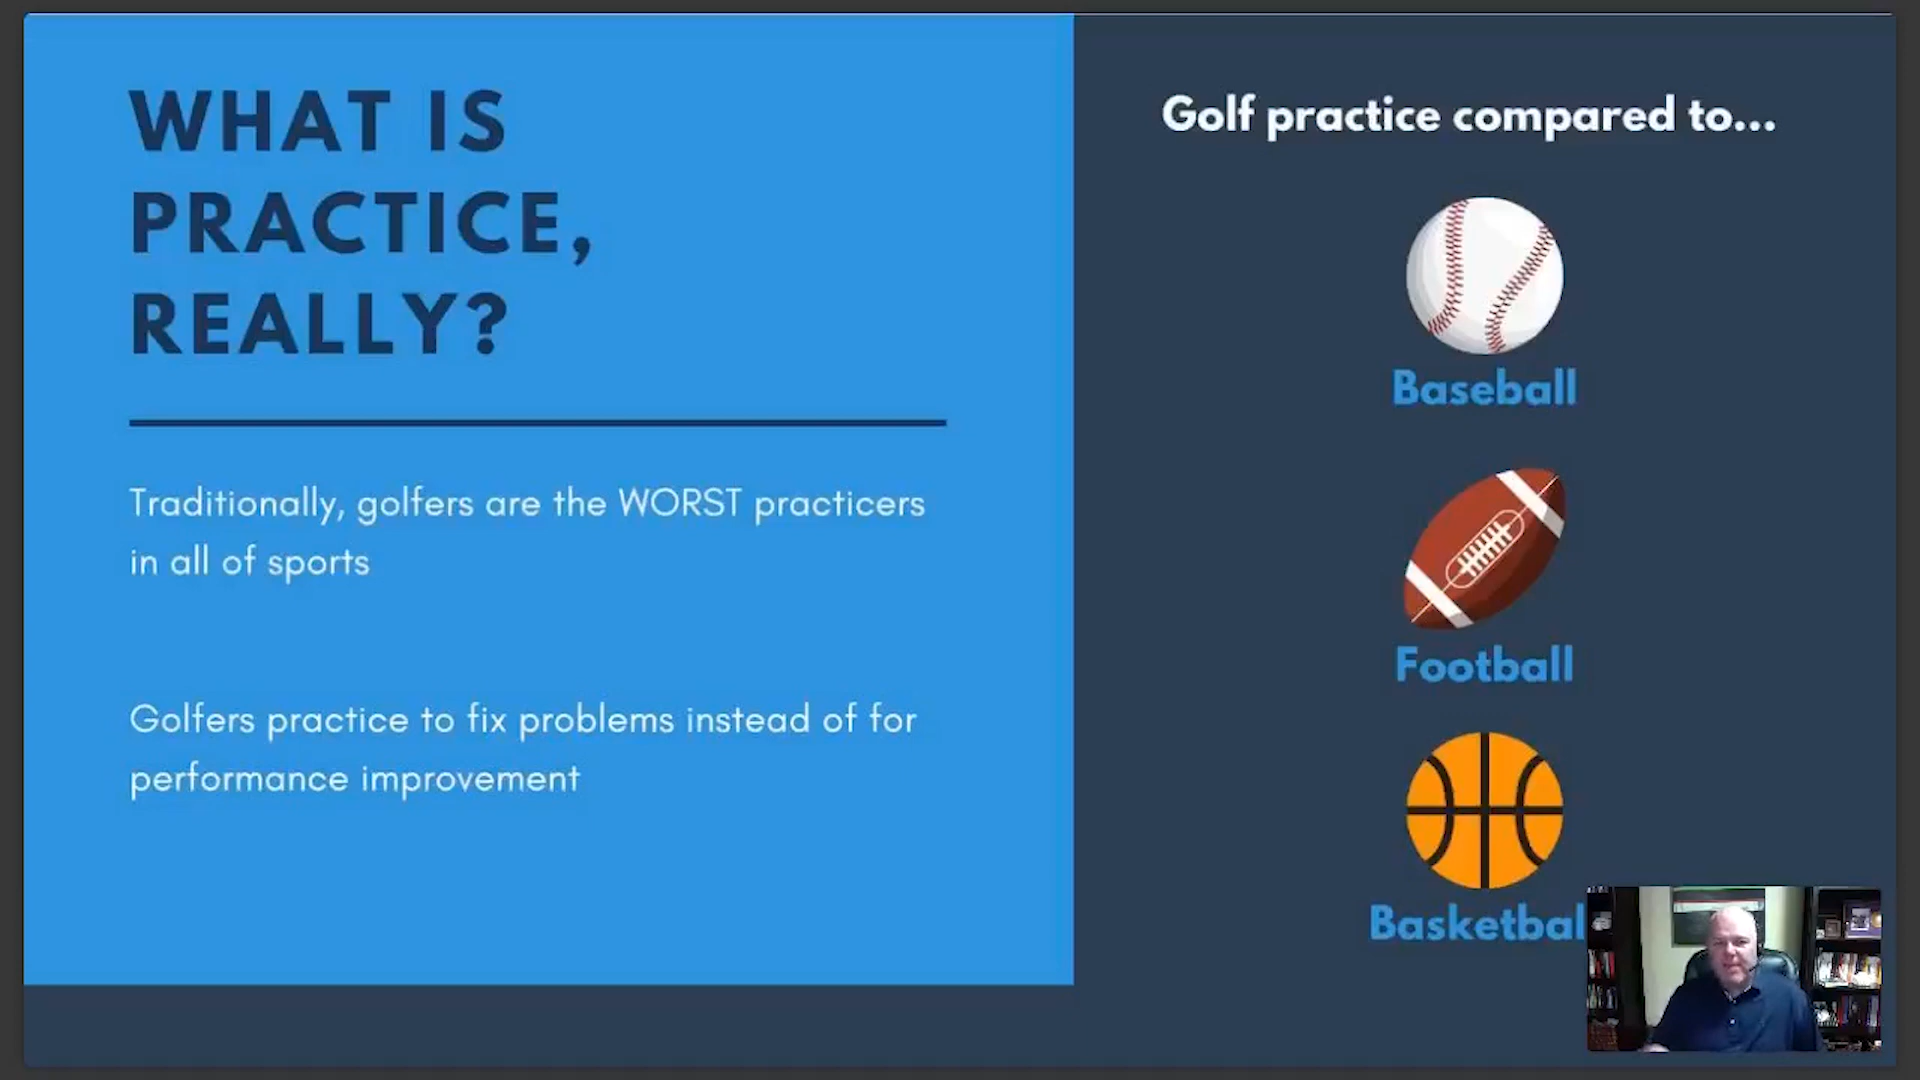 WHAT IS
PRACTICE,
REALLY?
Traditionally, golfers are the WORST practicers
in all of sports
Golfers practice to fix problems instead of for
performance improvement
Golf practice compared to...
Baseball
Football
Basketbal